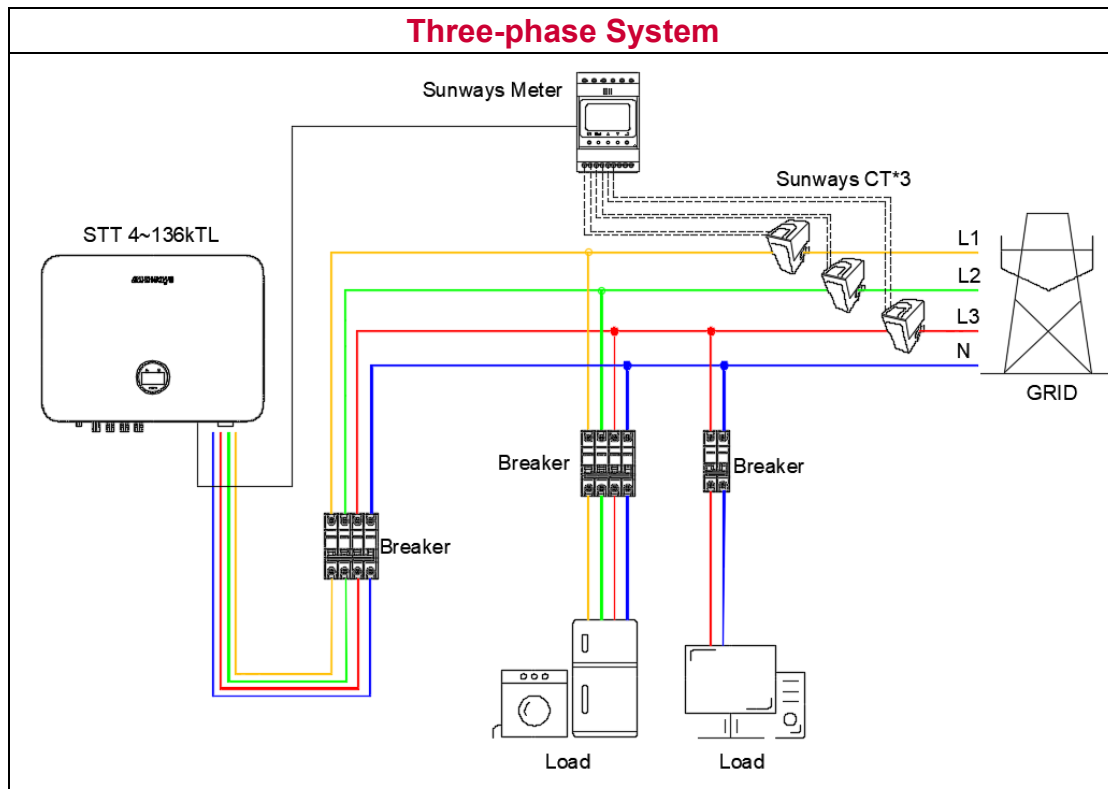 Three-phase System
Sunways Meter
Sunways CT*3
STT 4~136kTL
L1
L2
L3
N
GRID
Breaker
Breaker
Breaker
Load
Load